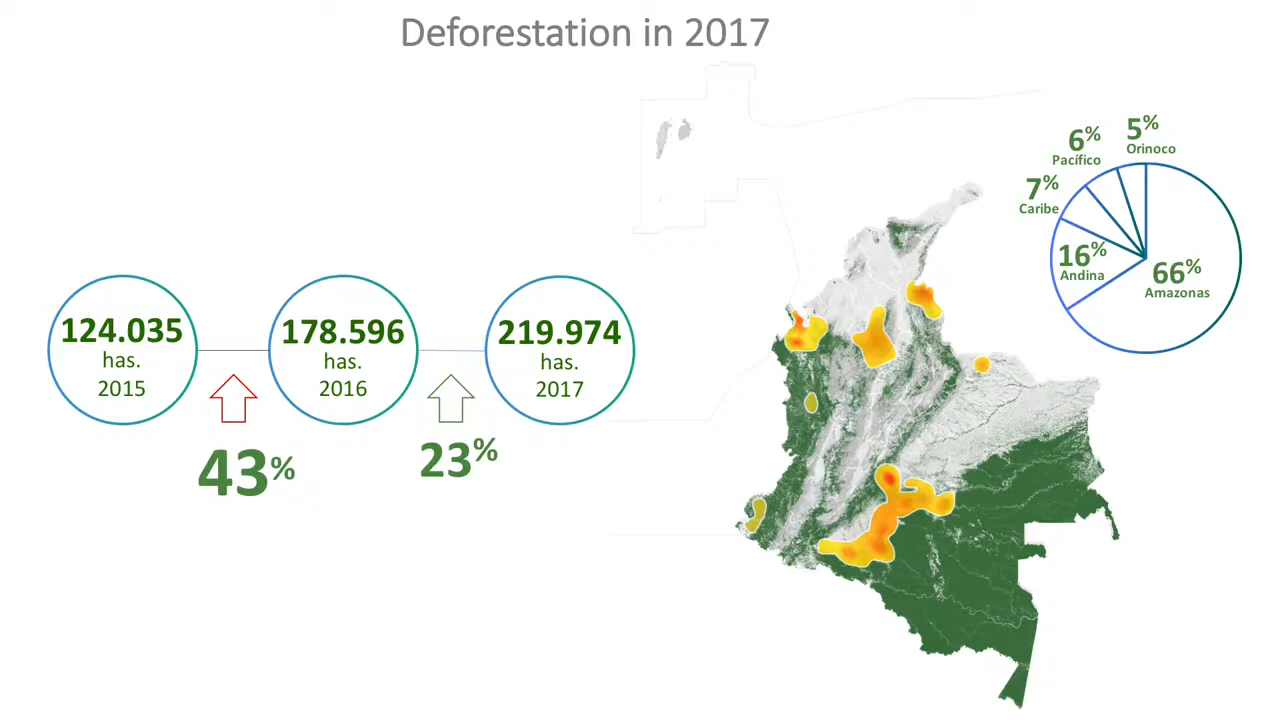 Deforestation in 2017
124.035
has.
2015
178.596
has.
2016
219.974
has.
2017
43%
23%
5%
Orinoco
6%
Pacífico
7%
Caribe
16%
Andina
66%
Amazonas